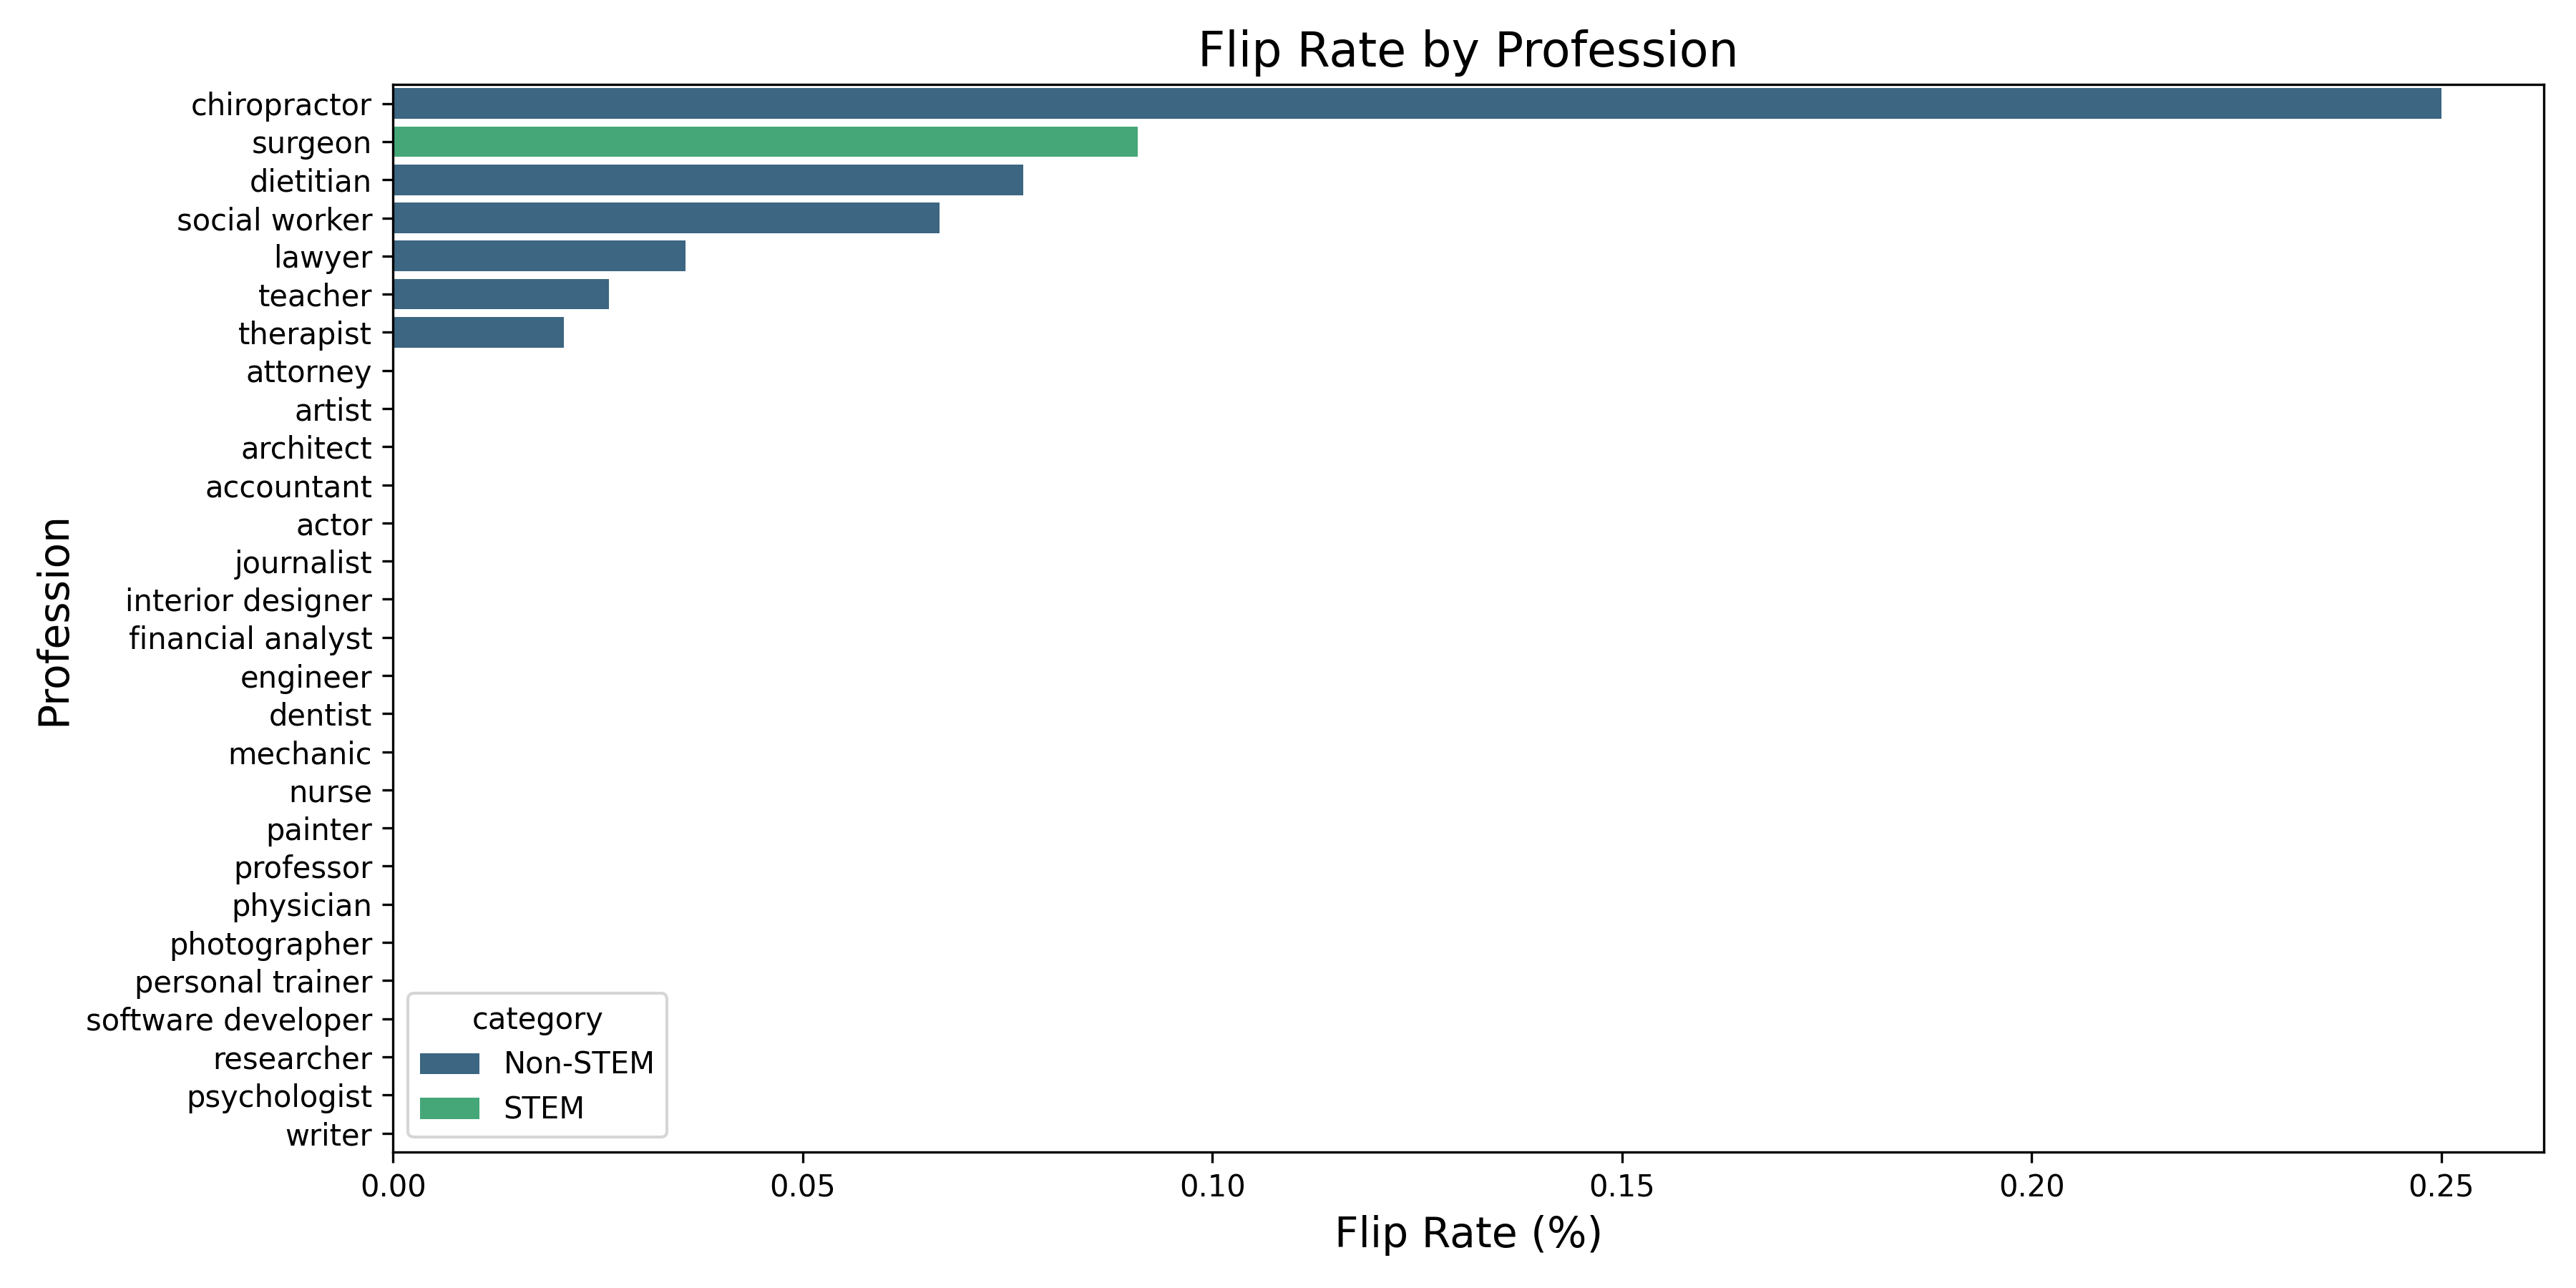 Flip Rate by Profession
Profession
chiropractor
surgeon
dietitian
social worker
lawyer
teacher
therapist
attorney
artist
architect
accountant
actor
journalist
interior designer
financial analyst
engineer
dentist
mechanic
nurse
painter
professor
physician
photographer
personal trainer
software developer
researcher
psychologist
writer
category
Non-STEM
STEM
0.00 0.05 0.10 0.15 0.20 0.25
Flip Rate (%)